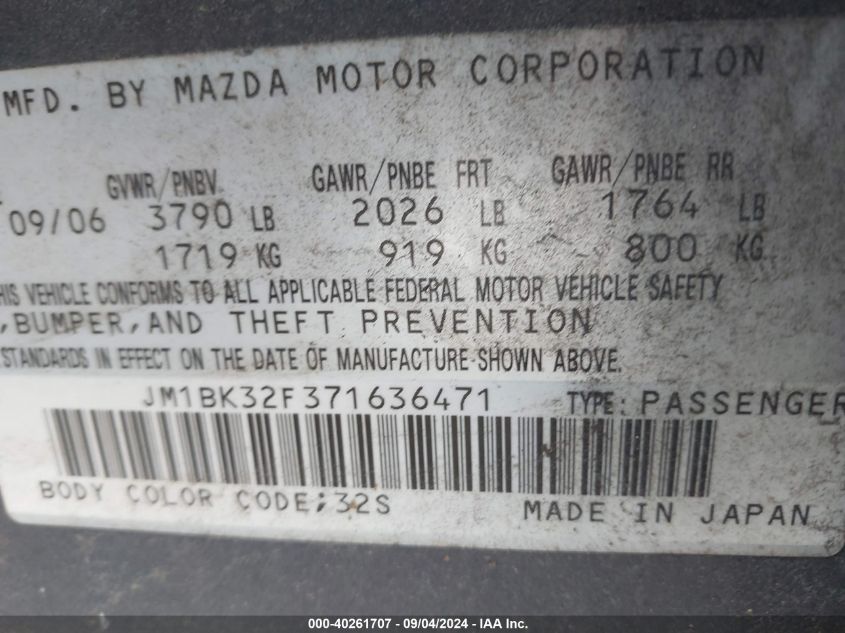 MFD. BY MAZDA MOTOR CORPORATION
GVWR/PNBV GAWR/PNBE FRT GAWR/PNBE RR
09/06 3790 LB 2026 LB 1764 LB
1719 KG 919 KG 800 KG
HIS VEHICLE CONFORMS TO ALL APPLICABLE FEDERAL MOTOR VEHICLE SAFETY
,BUMPER,AND THEFT PREVENTION
STANDARDS IN EFFECT ON THE DATE OF MANUFACTURE SHOWN ABOVE.
JM1BK32F371636471 TYPE: PASSENGER
BODY COLOR CODE;32S MADE IN JAPAN
000-40261707 - 09/04/2024 - IAA Inc.